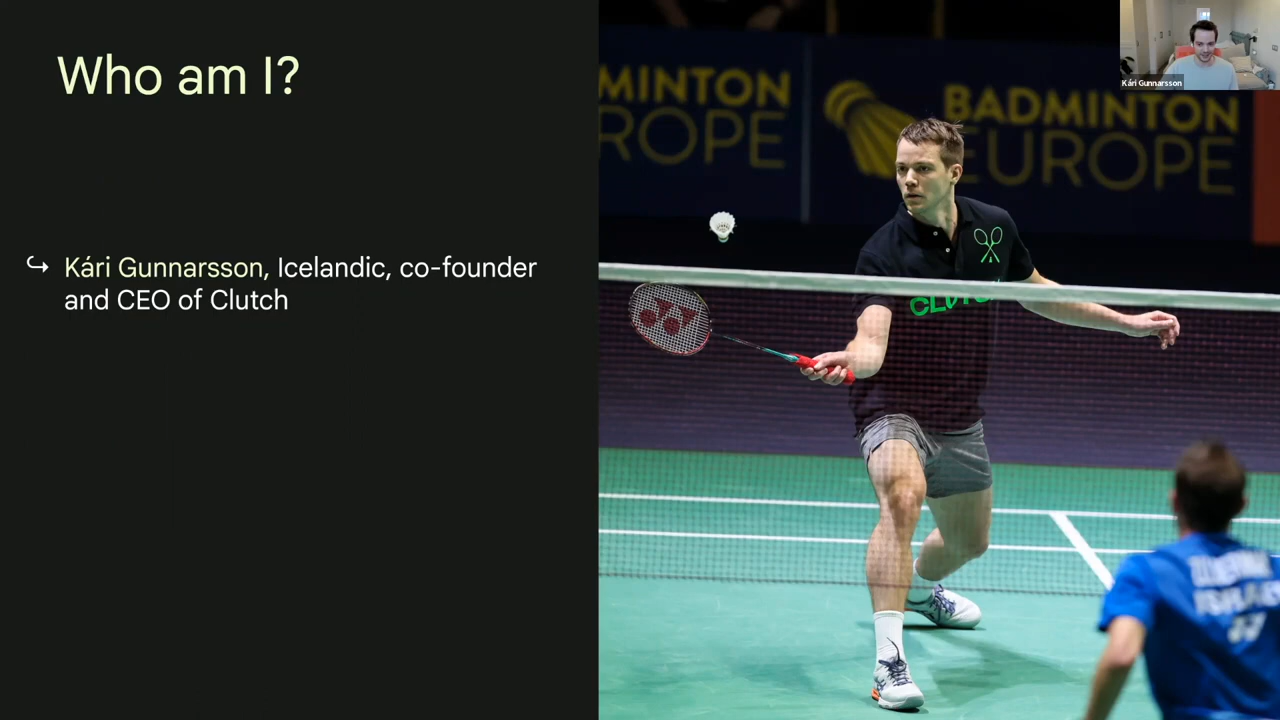 Who am I?
Kári Gunnarsson, Icelandic, co-founder
and CEO of Clutch
Kári Gunnarsson
MINTON
ROPE
BADMINTON
EUROPE